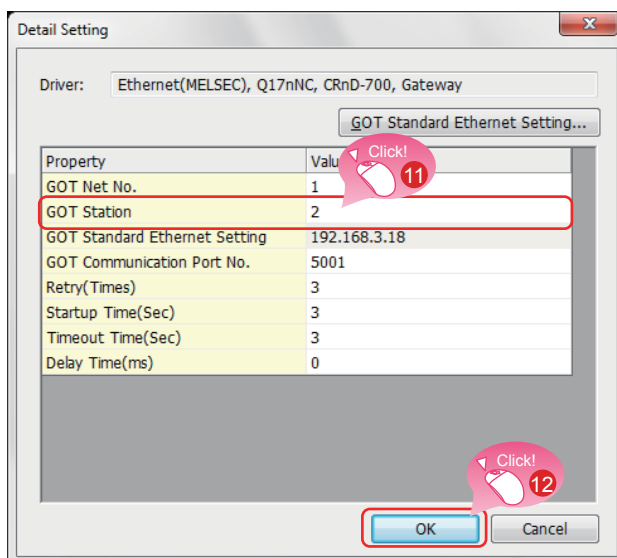 Detail Setting
Driver: Ethernet(MELSEC), Q17nNC, CRnD-700, Gateway
GOT Standard Ethernet Setting...
Property Valu
Click!
11
GOT Net No. 1
GOT Station 2
GOT Standard Ethernet Setting 192.168.3.18
GOT Communication Port No. 5001
Retry(Times) 3
Startup Time(Sec) 3
Timeout Time(Sec) 3
Delay Time(ms) 0
Click!
12
OK Cancel